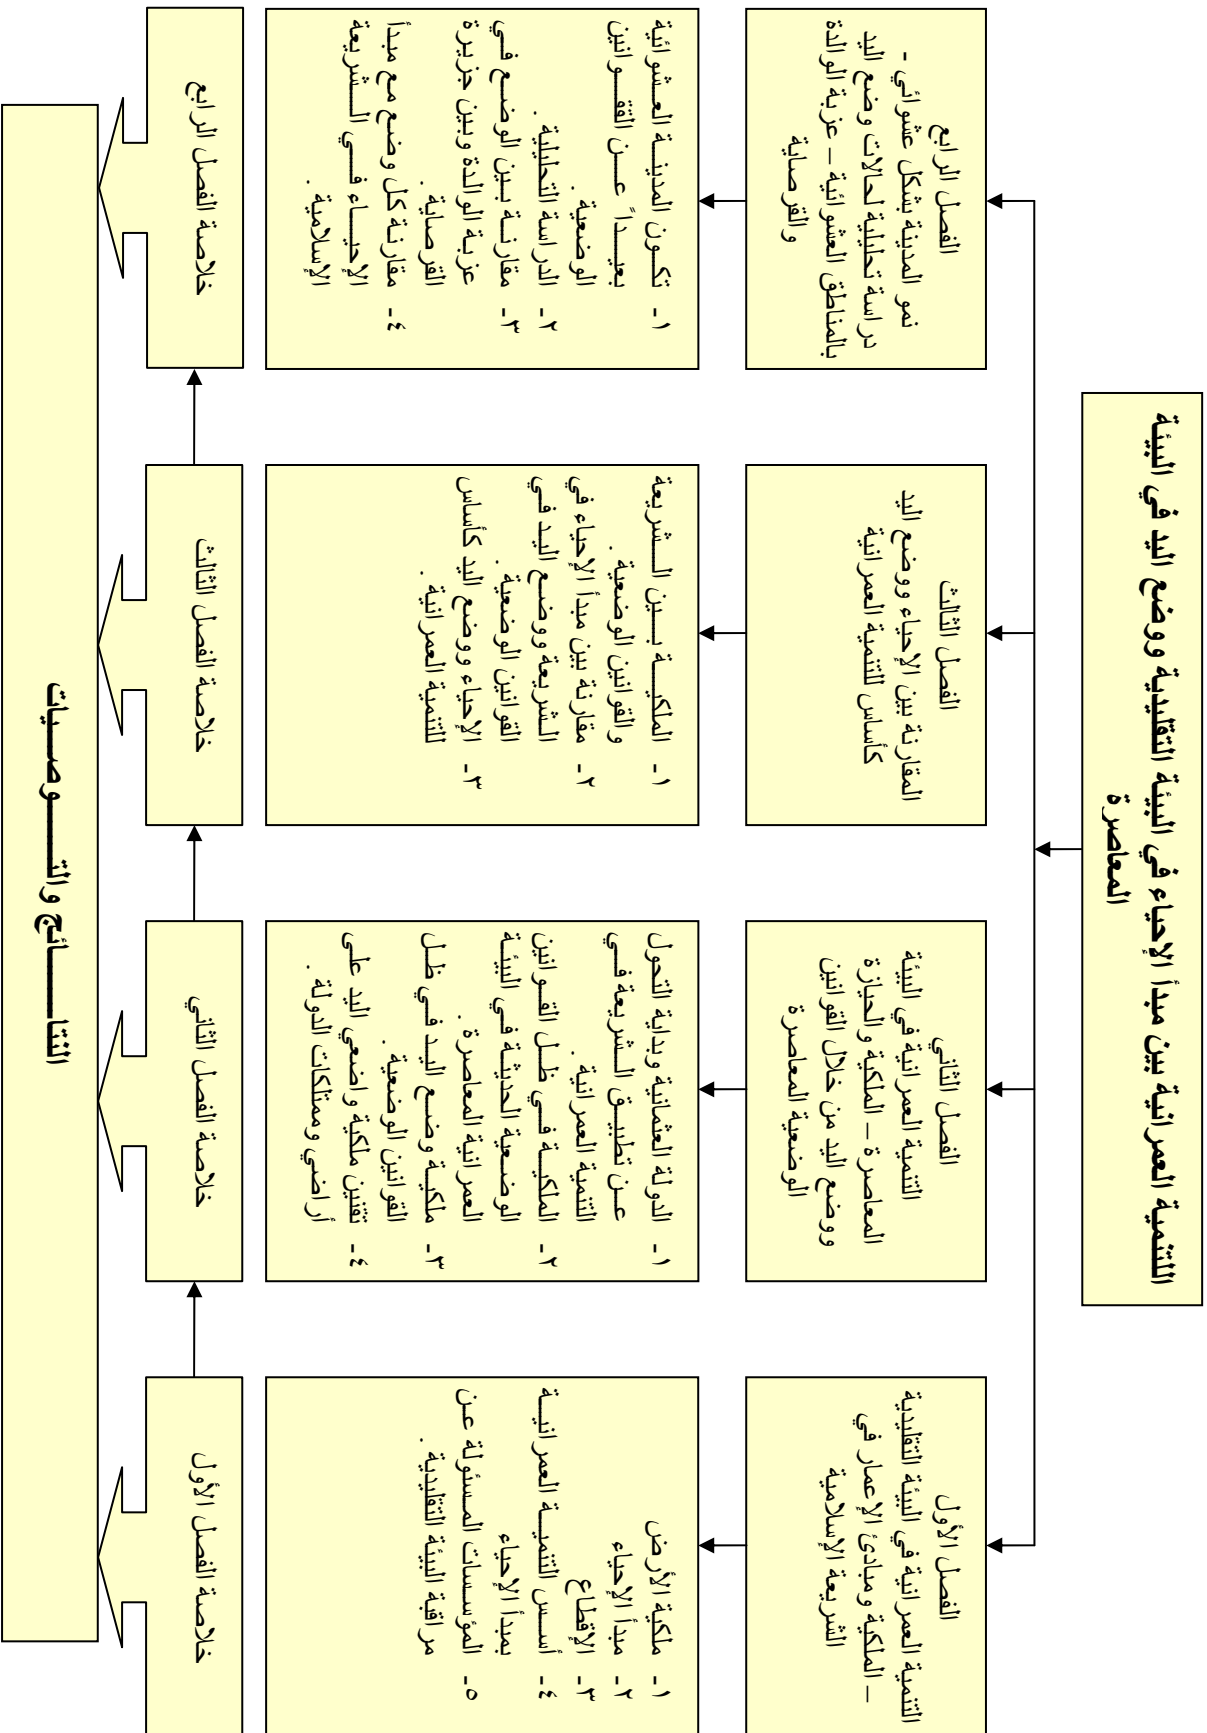 اللتنمية العمرانية بين مبدأ الإحياء في البيئة التقليدية ووضع اليد في البيئة
المعاصرة
الفصل الأول
التنمية العمرانية في البيئة التقليدية
– الملكية ومبادئ الإعمار في
الشريعة الإسلامية
١- ملكية الأرض
٢- مبدأ الإحياء
٣- الإقطاع
٤- أسس التنمية العمرانية
بمبدأ الإحياء
٥- المؤسسات المسئولة عن
مراقبة البيئة التقليدية .
خلاصة الفصل الأول
الفصل الثاني
التنمية العمرانية في البيئة
المعاصرة – الملكية والحيازة
ووضع اليد من خلال القوانين
الوضعية المعاصرة
١- الدولة العثمانية وبداية التحول
عن تطبيق الشريعة في
التنمية العمرانية .
٢- الملكية في ظل القوانين
الوضعية الحديثة في البيئة
العمرانية المعاصرة .
٣- ملكية وضع اليد في ظل
القوانين الوضعية .
٤- تقنين ملكية واضعي اليد على
أراضي وممتلكات الدولة .
خلاصة الفصل الثاني
الفصل الثالث
المقارنة بين الإحياء ووضع اليد
كأساس للتنمية العمرانية
١- الملكية بين الشريعة
والقوانين الوضعية .
٢- مقارنة بين مبدأ الإحياء في
الشريعة ووضع اليد في
القوانين الوضعية .
٣- الإحياء ووضع اليد كأساس
للتنمية العمرانية .
خلاصة الفصل الثالث
الفصل الرابع
نمو المدينة بشكل عشوائي -
دراسة تحليلية لحالات وضع اليد
بالمناطق العشوائية – عزبة الوالدة
والقرصاية
١- تكون المدينة العشوائية
بعيداً عن القوانين
الوضعية .
٢- الدراسة التحليلية .
٣- مقارنة بين الوضع في
عزبة الوالدة وبين جزيرة
القرصاية .
٤- مقارنة كل وضع مع مبدأ
الإحياء في الشريعة
الإسلامية .
خلاصة الفصل الرابع
النتائج والتوصيات